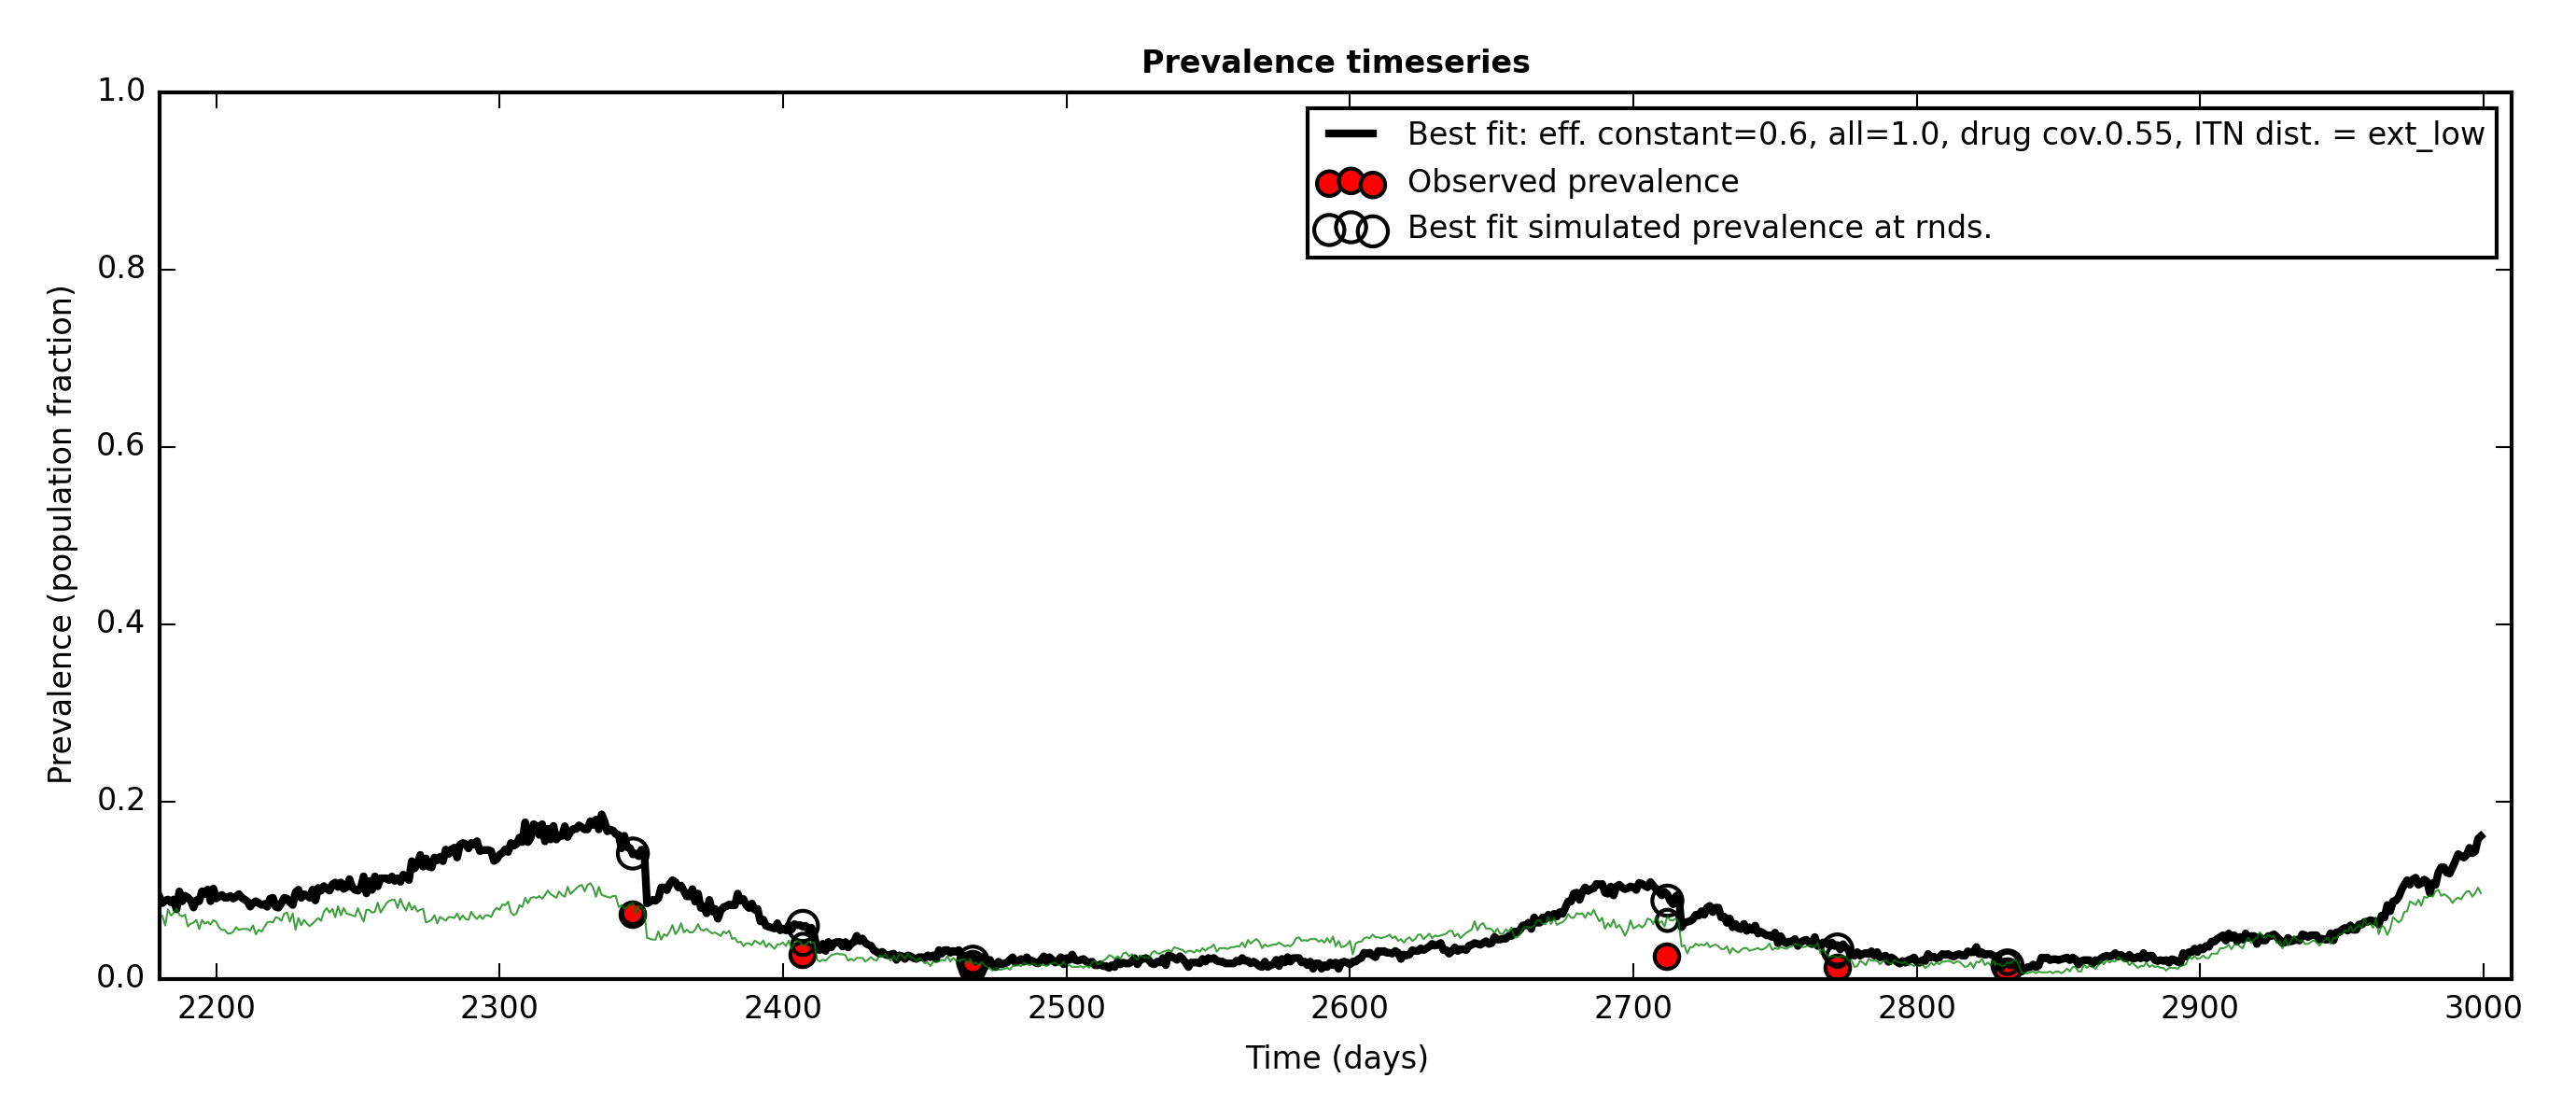 Prevalence timeseries
1.0
0.8
0.6
0.4
0.2
0.0
Prevalence (population fraction)
Best fit: eff. constant=0.6, all=1.0, drug cov.0.55, ITN dist. = ext_low
Observed prevalence
Best fit simulated prevalence at rnds.
2200 2300 2400 2500 2600 2700 2800 2900 3000
Time (days)